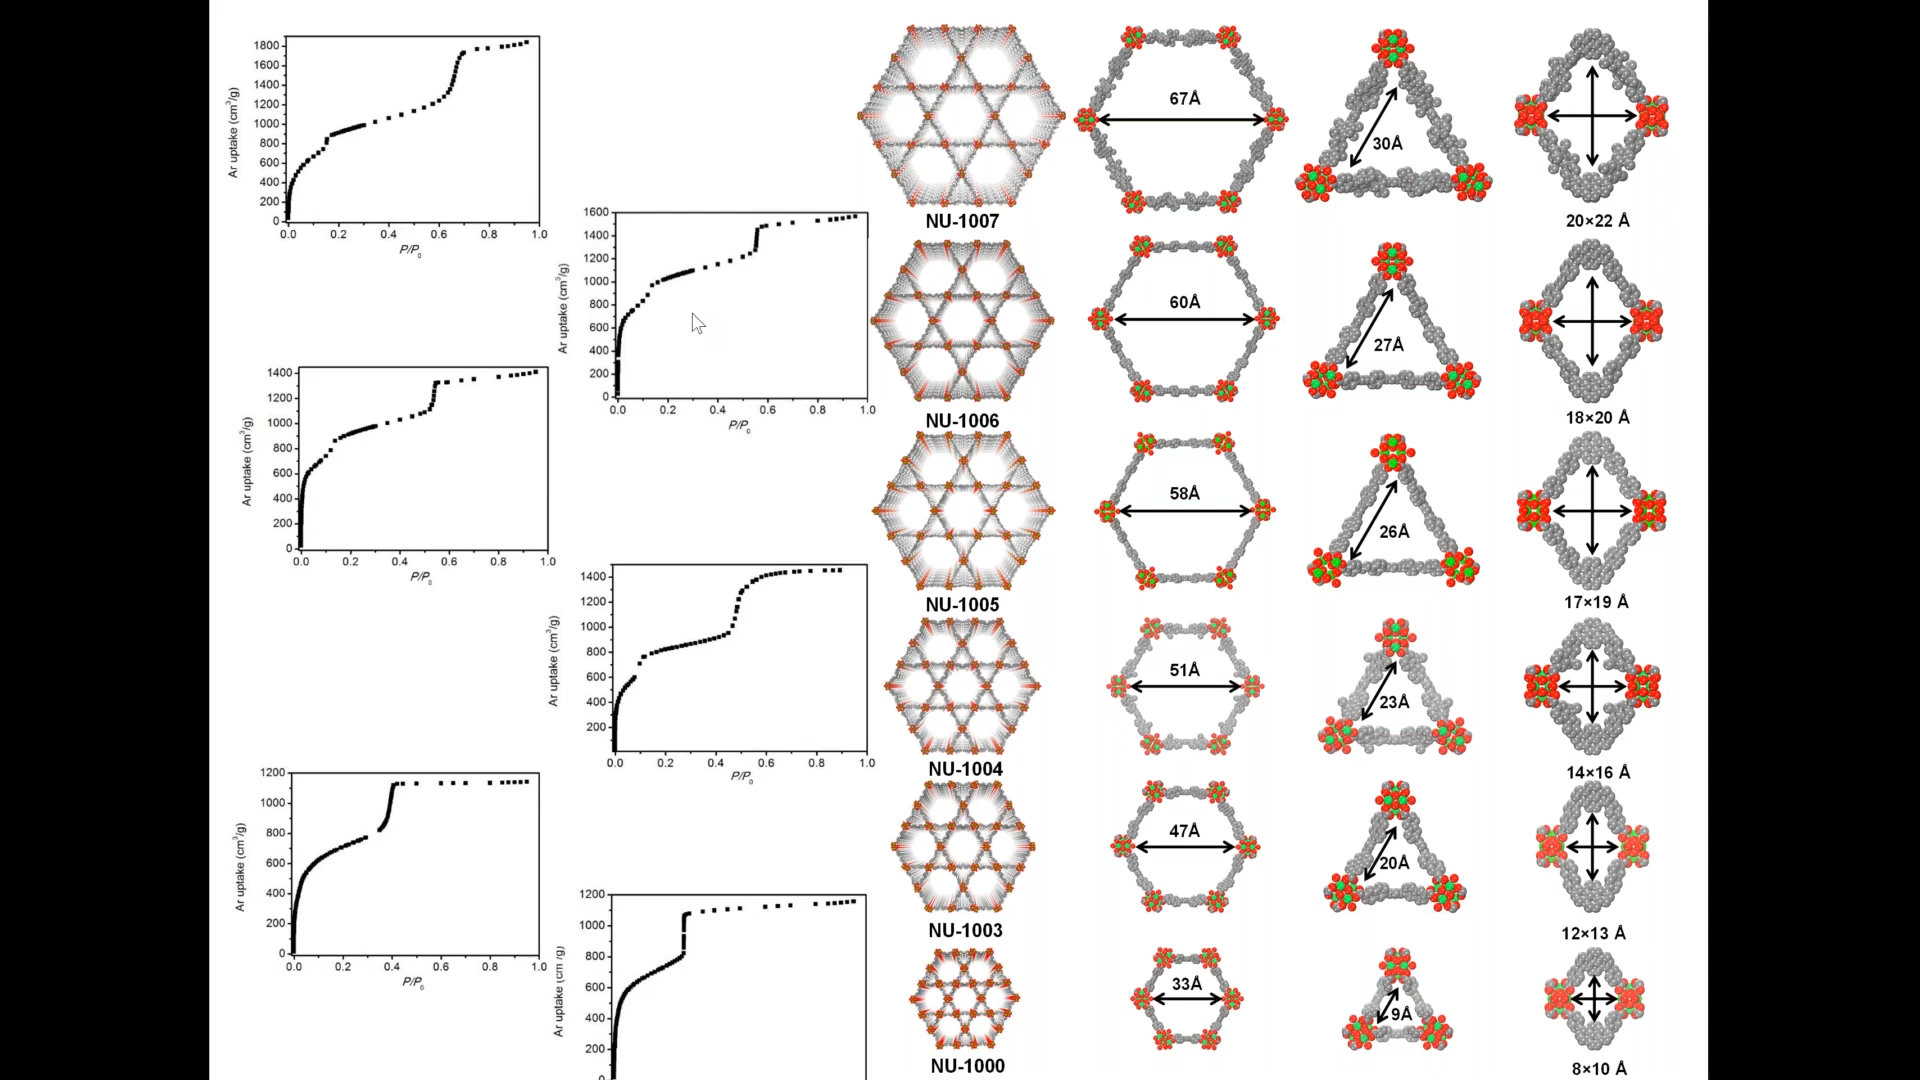 1800
1600
1400
1200
1000
800
600
400
200
0
0.0 0.2 0.4 0.6 0.8 1.0
Ar uptake (cm³/g)
P/P₀
1600
1400
1200
1000
800
600
400
200
0
0.0 0.2 0.4 0.6 0.8 1.0
Ar uptake (cm³/g)
P/P₀
1400
1200
1000
800
600
400
200
0
0.0 0.2 0.4 0.6 0.8 1.0
Ar uptake (cm³/g)
P/P₀
1400
1200
1000
800
600
400
200
0.0 0.2 0.4 0.6 0.8 1.0
Ar uptake (cm³/g)
P/P₀
1200
1000
800
600
400
200
0
0.0 0.2 0.4 0.6 0.8 1.0
Ar uptake (cm³/g)
P/P₀
1200
1000
800
600
400
200
0
Ar uptake (cm³/g)
67Å
30Å
NU-1007
20×22 Å
60Å
27Å
NU-1006
18×20 Å
58Å
26Å
NU-1005
17×19 Å
51Å
23Å
NU-1004
14×16 Å
47Å
20Å
NU-1003
12×13 Å
33Å
9Å
NU-1000
8×10 Å